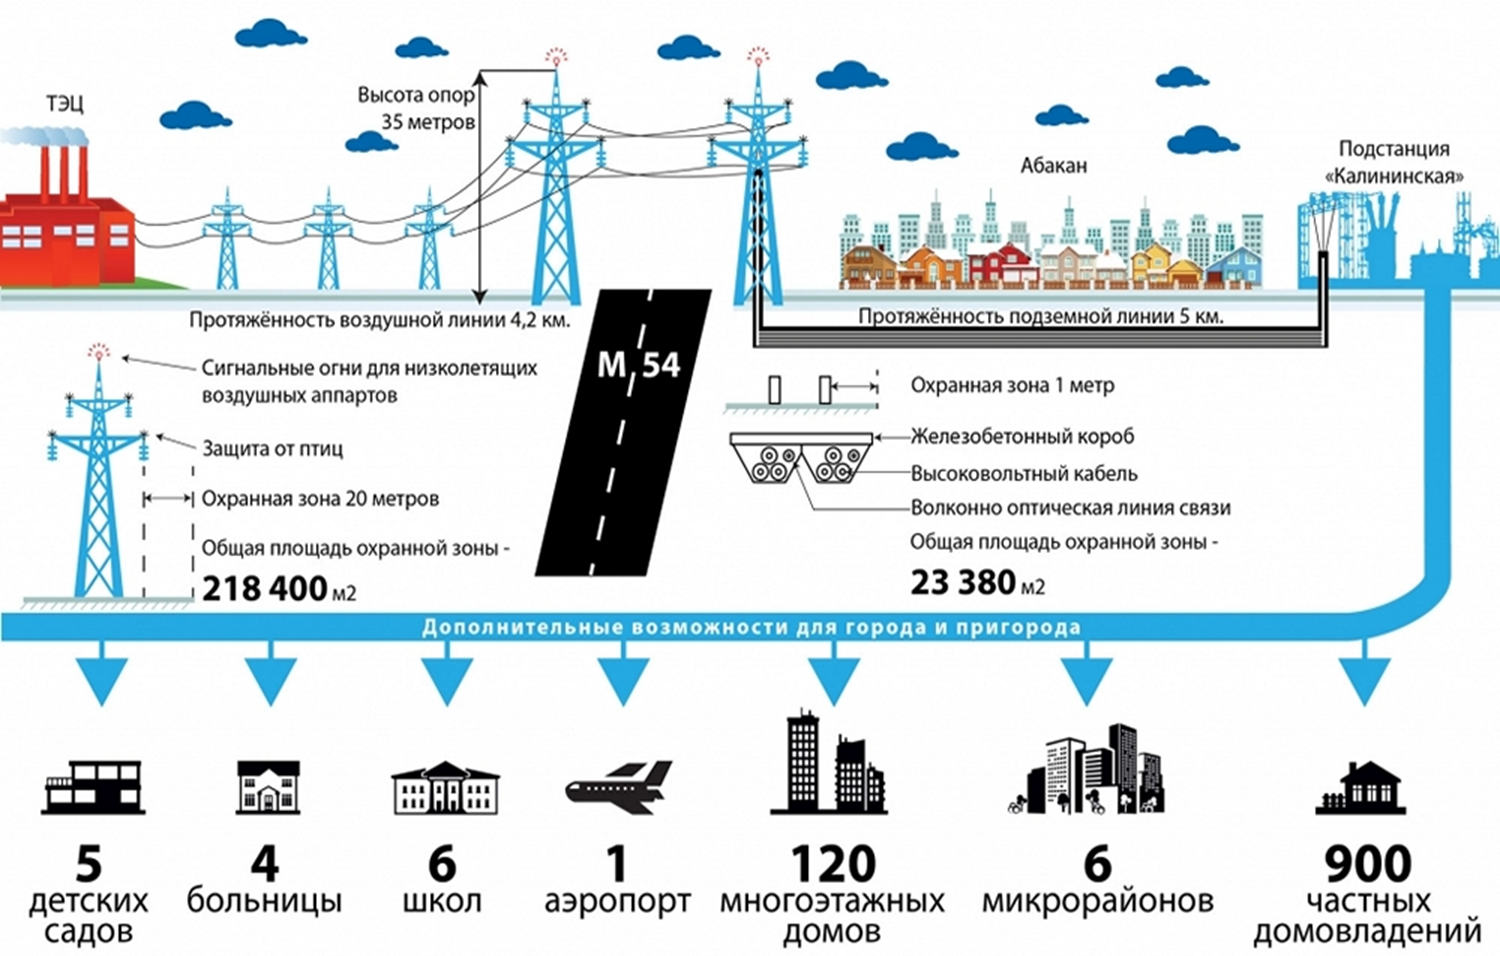 ТЭЦ
Высота опор
35 метров
Абакан
Подстанция
«Калининская»
Протяжённость воздушной линии 4,2 км.
Протяжённость подземной линии 5 км.
М 54
Сигнальные огни для низколетящих
воздушных аппартов
Защита от птиц
Охранная зона 20 метров
Общая площадь охранной зоны -
218 400 м2
Охранная зона 1 метр
Железобетонный короб
Высоковольтный кабель
Волконно оптическая линия связи
Общая площадь охранной зоны -
23 380 м2
Дополнительные возможности для города и пригорода
5
детских
садов
4
больницы
6
школ
1
аэропорт
120
многоэтажных
домов
6
микрорайонов
900
частных
домовладений